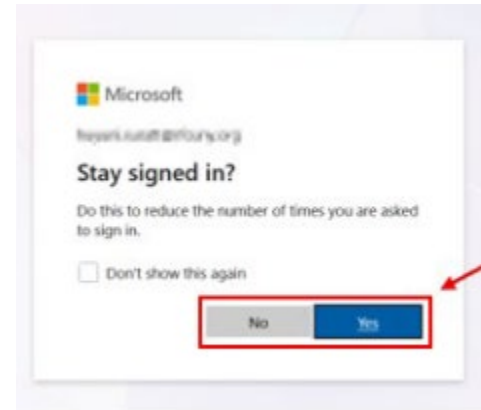 Microsoft
Stay signed in?
Do this to reduce the number of times you are asked
to sign in.
Don't show this again
No
Yes